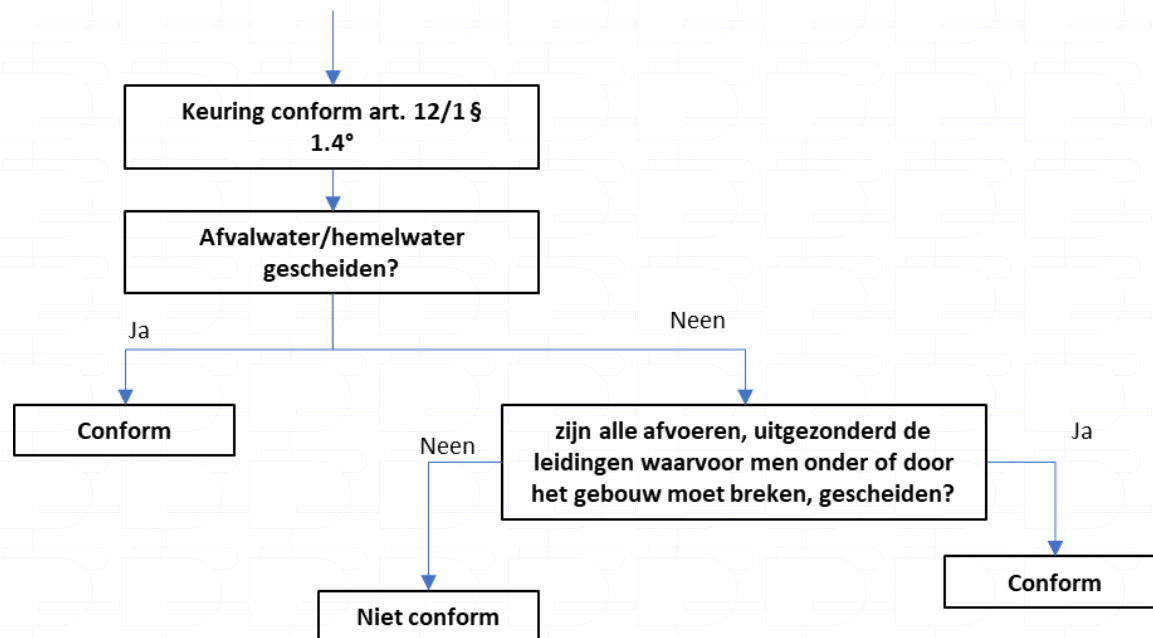 Keuring conform art. 12/1 §
1.4°
Afvalwater/hemelwater
gescheiden?
Ja
Neen
Conform
zijn alle afvoeren, uitgezonderd de
leidingen waarvoor men onder of door
het gebouw moet breken, gescheiden?
Neen
Ja
Niet conform
Conform